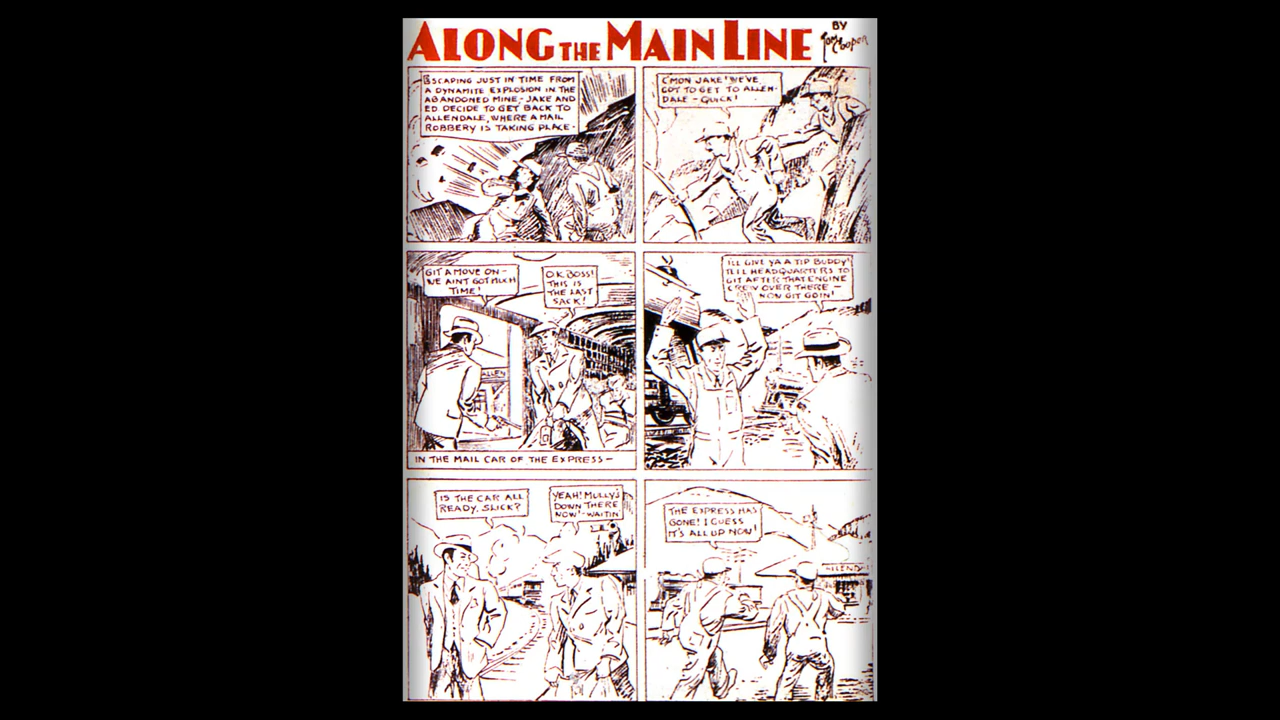 ALONG THE MAIN LINE
BY
Tom Cooper
ESCAPING JUST IN TIME FROM
A DYNAMITE EXPLOSION IN THE
ABANDONED MINE, JAKE AND
ED DECIDE TO GET BACK TO
ALLENDALE, WHERE A MAIL
ROBBERY IS TAKING PLACE-
C'MON JAKE! WE'VE
GOT TO GET TO ALLEN-
DALE - QUICK!
GIT A MOVE ON-
WE AINT GOT MUCH
TIME!
O.K. BOSS!
THIS IS
THE LAST
SACK!
ALLEN
IN THE MAIL CAR OF THE EXPRESS-
I'LL GIVE YA A TIP BUDDY!
TELL HEADQUARTERS TO
GIT AFTER THAT ENGINE
CREW OVER THERE -
NOW GIT GOIN'
IS THE CAR ALL
READY, SLICK?
YEAH! MULLY'S
DOWN THERE
NOW'-WAITIN
THE EXPRESS HAS
GONE! I GUESS
IT'S ALL UP NOW!
ALLENDA